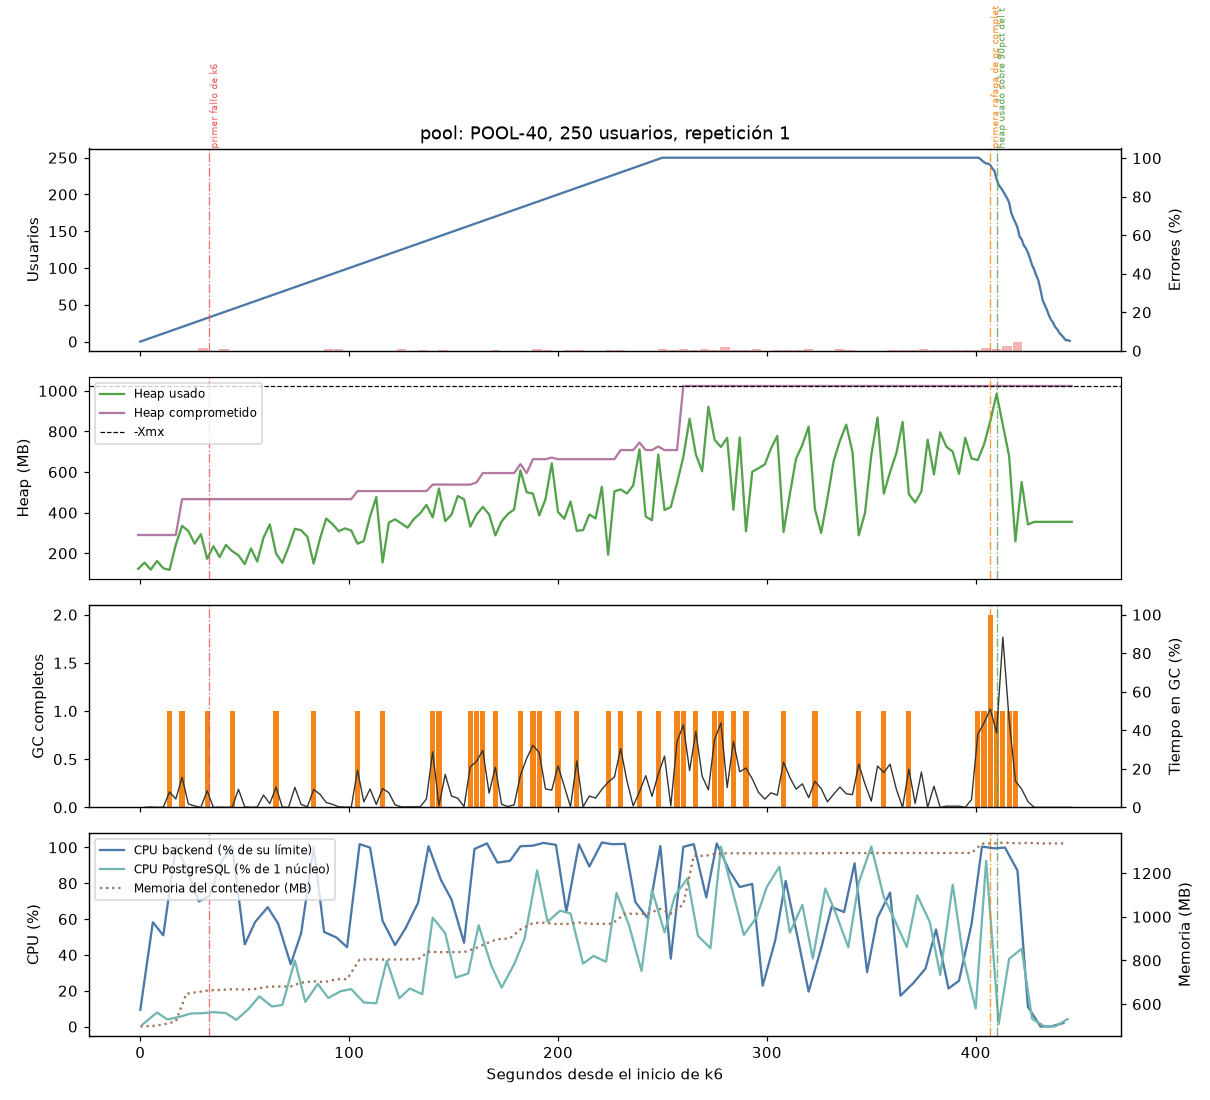 primer fallo de k6
primera rafaga de gc complet
heap usado sobre 90pct del t
pool: POOL-40, 250 usuarios, repetición 1
Usuarios
250
200
150
100
50
0
100
80
60
40
20
0
Errores (%)
Heap (MB)
1000
800
600
400
200
Heap usado
Heap comprometido
-Xmx
GC completos
2.0
1.5
1.0
0.5
0.0
100
80
60
40
20
0
Tiempo en GC (%)
CPU (%)
100
80
60
40
20
0
CPU backend (% de su límite)
CPU PostgreSQL (% de 1 núcleo)
Memoria del contenedor (MB)
1200
1000
800
600
Memoria (MB)
0
100
200
300
400
Segundos desde el inicio de k6